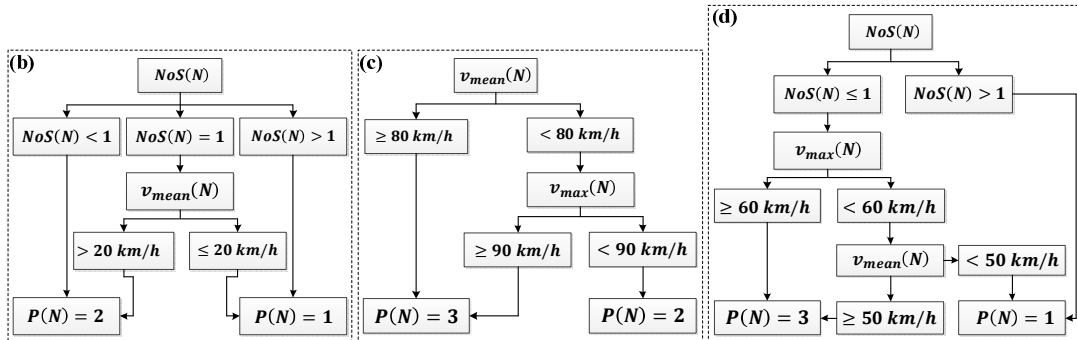 (b)
NoS(N)
NoS(N) < 1
NoS(N) = 1
NoS(N) > 1
v_mean(N)
> 20 km/h
≤ 20 km/h
P(N) = 2
P(N) = 1
(c)
v_mean(N)
≥ 80 km/h
< 80 km/h
v_max(N)
≥ 90 km/h
< 90 km/h
P(N) = 3
P(N) = 2
(d)
NoS(N)
NoS(N) ≤ 1
NoS(N) > 1
v_max(N)
≥ 60 km/h
< 60 km/h
v_mean(N)
< 50 km/h
P(N) = 3
≥ 50 km/h
P(N) = 1